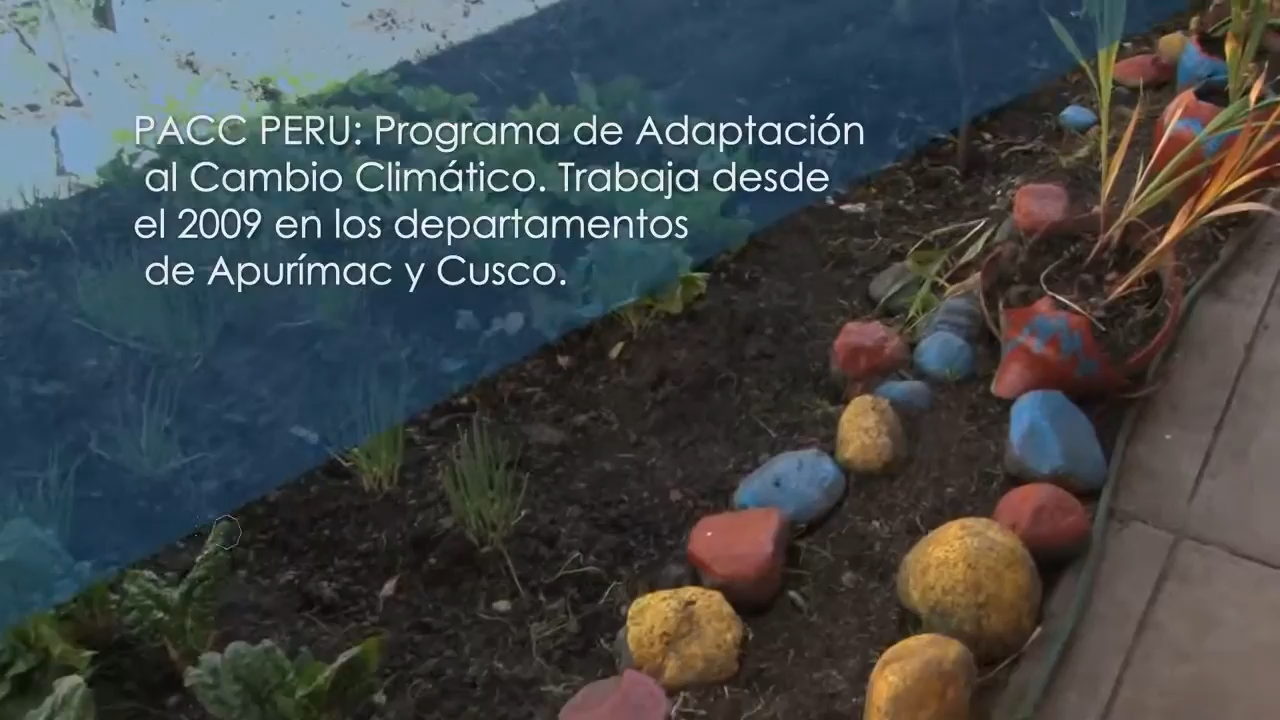 PACC PERU: Programa de Adaptación
al Cambio Climático. Trabaja desde
el 2009 en los departamentos
de Apurímac y Cusco.